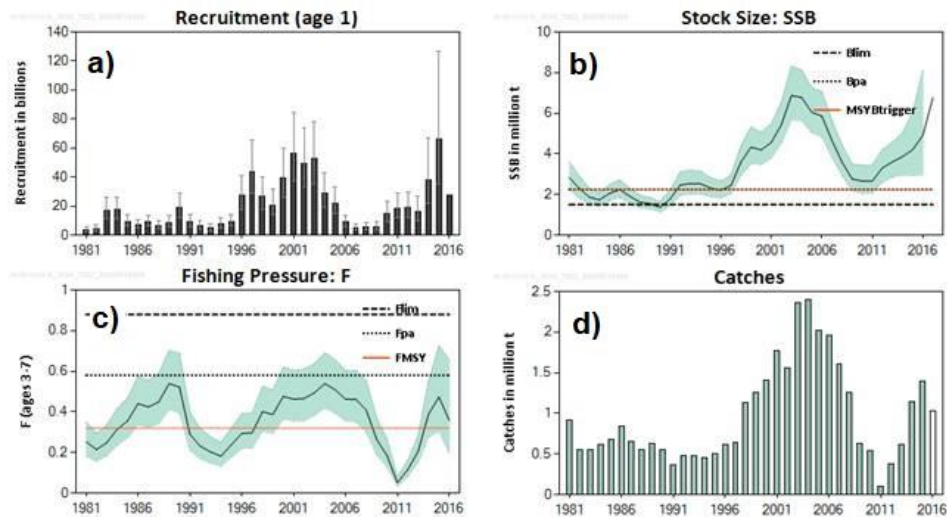 Recruitment (age 1)
a)
Recruitment in billions
140
120
100
80
60
40
20
0
1981 1986 1991 1996 2001 2006 2011 2016
Stock Size: SSB
b)
SSB in million t
10
8
6
4
2
0
Blim
Bpa
MSYBtrigger
1981 1986 1991 1996 2001 2006 2011 2016
Fishing Pressure: F
c)
F (ages 3-7)
1
0.8
0.6
0.4
0.2
0
Flim
Fpa
FMSY
1981 1986 1991 1996 2001 2006 2011 2016
Catches
d)
Catches in million t
2.5
2
1.5
1
0.5
0
1981 1986 1991 1996 2001 2006 2011 2016